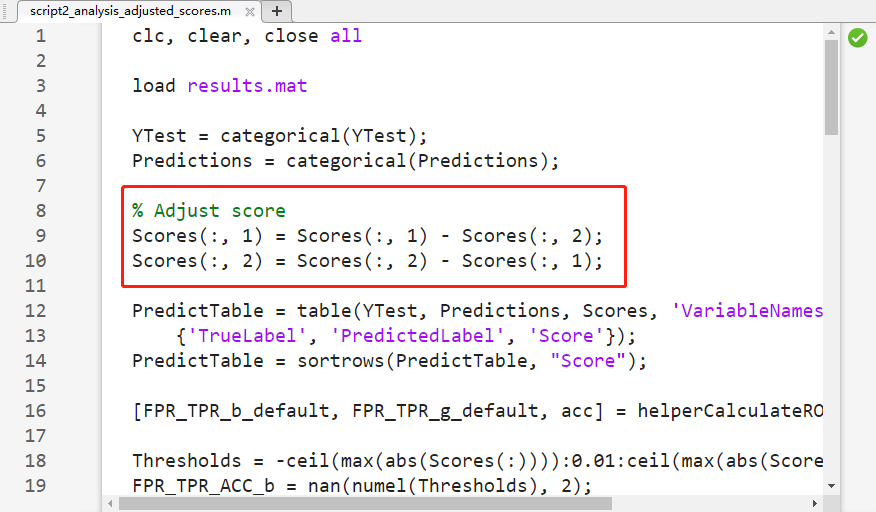 script2_analysis_adjusted_scores.m
1 clc, clear, close all
2
3 load results.mat
4
5 YTest = categorical(YTest);
6 Predictions = categorical(Predictions);
7
8 % Adjust score
9 Scores(:, 1) = Scores(:, 1) - Scores(:, 2);
10 Scores(:, 2) = Scores(:, 2) - Scores(:, 1);
11
12 PredictTable = table(YTest, Predictions, Scores, 'VariableNames
13 {'TrueLabel', 'PredictedLabel', 'Score'});
14 PredictTable = sortrows(PredictTable, "Score");
15
16 [FPR_TPR_b_default, FPR_TPR_g_default, acc] = helperCalculateRO
17
18 Thresholds = -ceil(max(abs(Scores(:)))):0.01:ceil(max(abs(Score
19 FPR_TPR_ACC_b = nan(numel(Thresholds), 2);